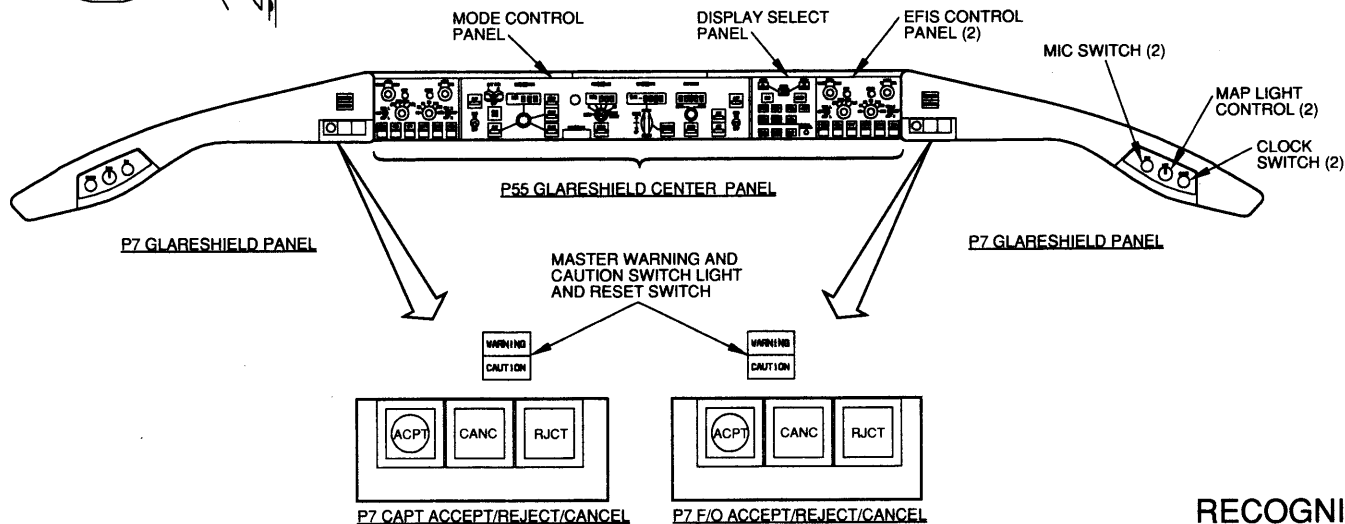 MODE CONTROL
PANEL
DISPLAY SELECT
PANEL
EFIS CONTROL
PANEL (2)
MIC SWITCH (2)
MAP LIGHT
CONTROL (2)
CLOCK
SWITCH (2)
P55 GLARESHIELD CENTER PANEL
P7 GLARESHIELD PANEL
P7 GLARESHIELD PANEL
MASTER WARNING AND
CAUTION SWITCH LIGHT
AND RESET SWITCH
WARNING
CAUTION
WARNING
CAUTION
ACPT
CANC
RJCT
ACPT
CANC
RJCT
P7 CAPT ACCEPT/REJECT/CANCEL
P7 F/O ACCEPT/REJECT/CANCEL
RECOGNI